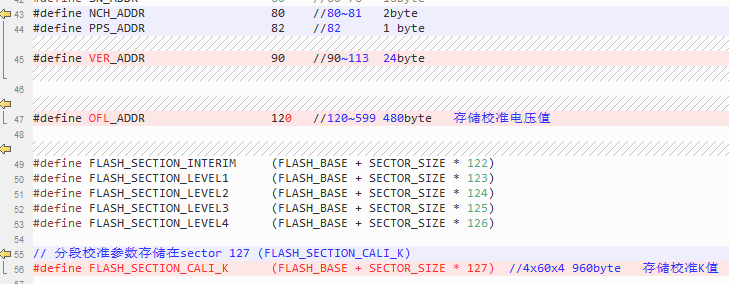 43 #define NCH_ADDR 80 //80~81 2byte
44 #define PPS_ADDR 82 //82 1 byte
45 #define VER_ADDR 90 //90~113 24byte
46
47 #define OFL_ADDR 120 //120~599 480byte 存储校准电压值
48
49 #define FLASH_SECTION_INTERIM (FLASH_BASE + SECTOR_SIZE * 122)
50 #define FLASH_SECTION_LEVEL1 (FLASH_BASE + SECTOR_SIZE * 123)
51 #define FLASH_SECTION_LEVEL2 (FLASH_BASE + SECTOR_SIZE * 124)
52 #define FLASH_SECTION_LEVEL3 (FLASH_BASE + SECTOR_SIZE * 125)
53 #define FLASH_SECTION_LEVEL4 (FLASH_BASE + SECTOR_SIZE * 126)
54
55 // 分段校准参数存储在sector 127 (FLASH_SECTION_CALI_K)
56 #define FLASH_SECTION_CALI_K (FLASH_BASE + SECTOR_SIZE * 127) //4x60x4 960byte 存储校准K值